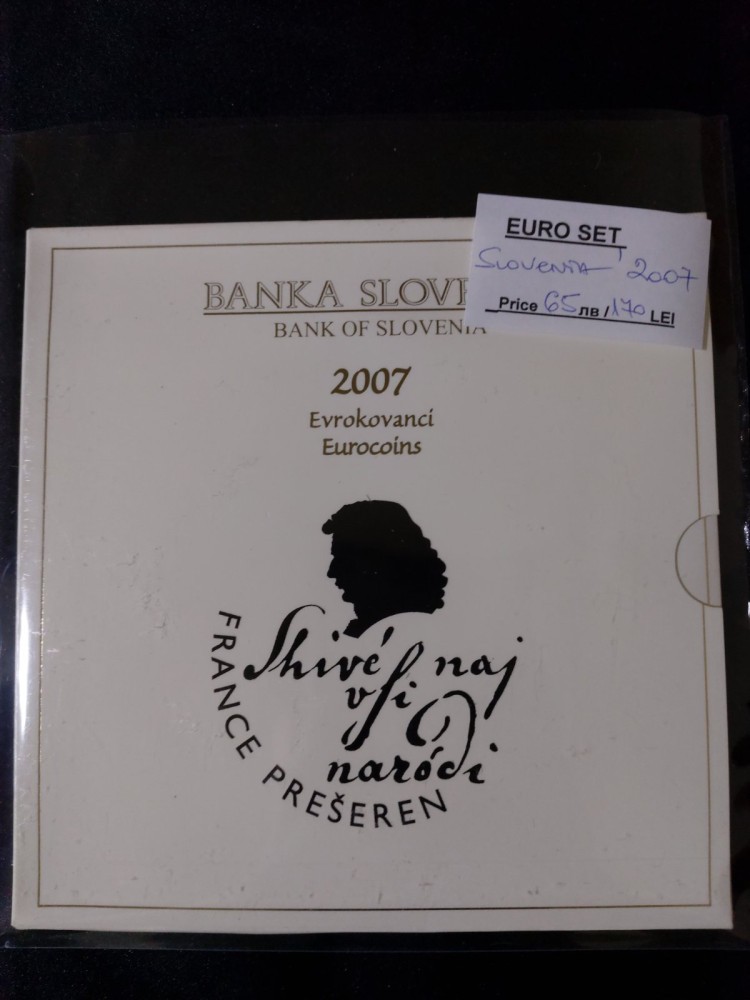 EURO SET
SLOVENIA 2007
Price 65 лв / 170 LEI
BANKA SLOVE
BANK OF SLOVENIA
2007
Evrokovanci
Eurocoins
Shivé naj
vſi
naródi
FRANCE PREŠEREN